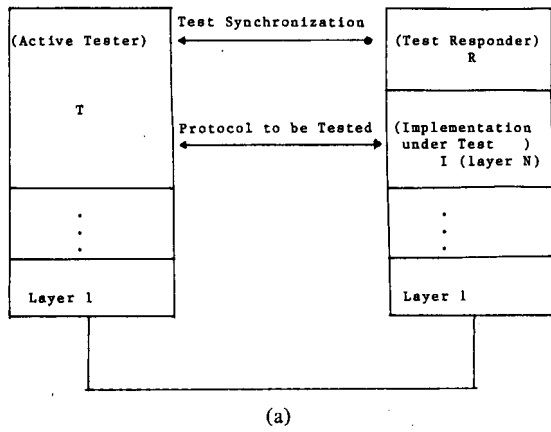 Test Synchronization
(Active Tester)
(Test Responder)
R
T
Protocol to be Tested
(Implementation
under Test )
I (layer N)
.
.
.
.
.
.
Layer 1
Layer 1
(a)